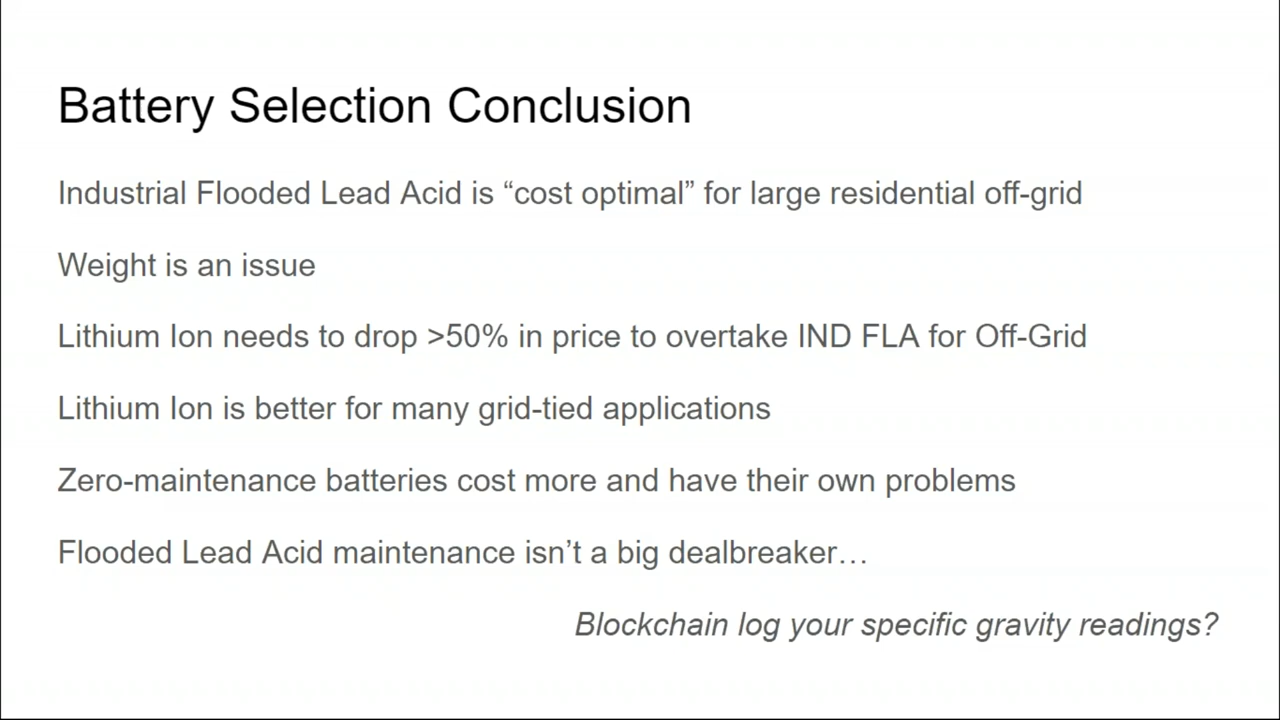 Battery Selection Conclusion
Industrial Flooded Lead Acid is “cost optimal” for large residential off-grid
Weight is an issue
Lithium Ion needs to drop >50% in price to overtake IND FLA for Off-Grid
Lithium Ion is better for many grid-tied applications
Zero-maintenance batteries cost more and have their own problems
Flooded Lead Acid maintenance isn’t a big dealbreaker…
Blockchain log your specific gravity readings?